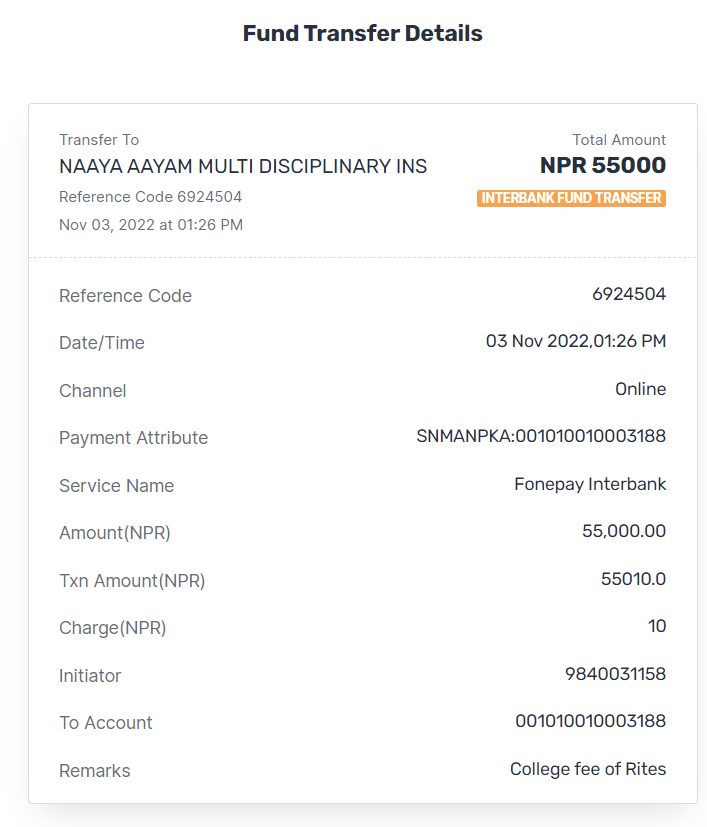 Fund Transfer Details
Transfer To
Total Amount
NAAYA AAYAM MULTI DISCIPLINARY INS
NPR 55000
Reference Code 6924504
INTERBANK FUND TRANSFER
Nov 03, 2022 at 01:26 PM
Reference Code 6924504
Date/Time 03 Nov 2022,01:26 PM
Channel Online
Payment Attribute SNMANPKA:001010010003188
Service Name Fonepay Interbank
Amount(NPR) 55,000.00
Txn Amount(NPR) 55010.0
Charge(NPR) 10
Initiator 9840031158
To Account 001010010003188
Remarks College fee of Rites